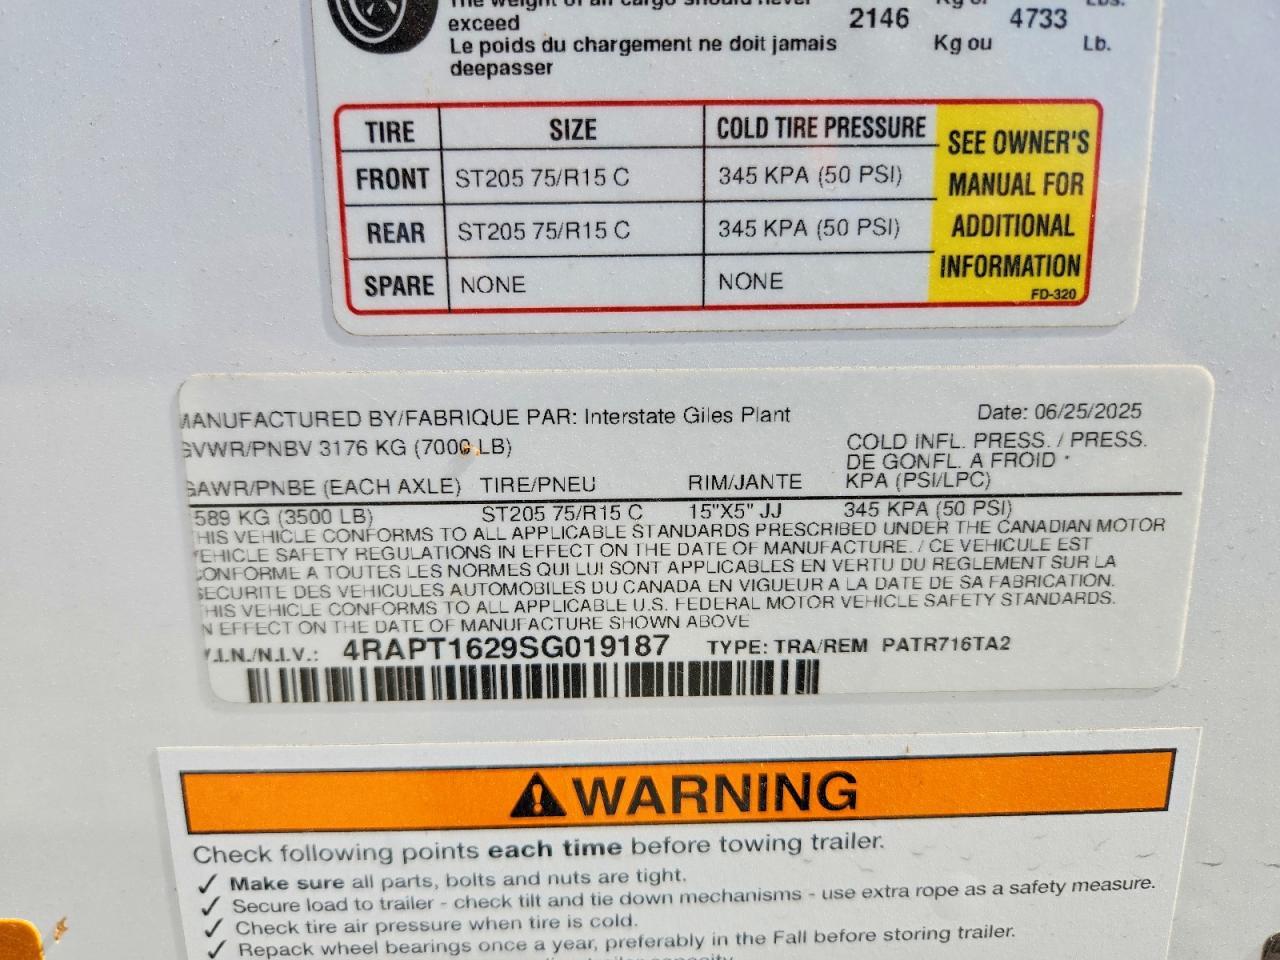 The weight of all cargo should never
exceed 2146 Kg or 4733 Lbs.
Le poids du chargement ne doit jamais Kg ou Lb.
deepasser
TIRE SIZE COLD TIRE PRESSURE
FRONT ST205 75/R15 C 345 KPA (50 PSI)
REAR ST205 75/R15 C 345 KPA (50 PSI)
SPARE NONE NONE
SEE OWNER'S
MANUAL FOR
ADDITIONAL
INFORMATION
FD-320
MANUFACTURED BY/FABRIQUE PAR: Interstate Giles Plant Date: 06/25/2025
GVWR/PNBV 3176 KG (7000 LB) COLD INFL. PRESS. / PRESS.
DE GONFL. A FROID
GAWR/PNBE (EACH AXLE) TIRE/PNEU RIM/JANTE KPA (PSI/LPC)
589 KG (3500 LB) ST205 75/R15 C 15"X5" JJ 345 KPA (50 PSI)
THIS VEHICLE CONFORMS TO ALL APPLICABLE STANDARDS PRESCRIBED UNDER THE CANADIAN MOTOR
VEHICLE SAFETY REGULATIONS IN EFFECT ON THE DATE OF MANUFACTURE. / CE VEHICULE EST
CONFORME A TOUTES LES NORMES QUI LUI SONT APPLICABLES EN VERTU DU REGLEMENT SUR LA
SECURITE DES VEHICULES AUTOMOBILES DU CANADA EN VIGUEUR A LA DATE DE SA FABRICATION.
THIS VEHICLE CONFORMS TO ALL APPLICABLE U.S. FEDERAL MOTOR VEHICLE SAFETY STANDARDS.
IN EFFECT ON THE DATE OF MANUFACTURE SHOWN ABOVE
V.I.N./N.I.V.: 4RAPT1629SG019187 TYPE: TRA/REM PATR716TA2
WARNING
Check following points each time before towing trailer.
✓ Make sure all parts, bolts and nuts are tight.
✓ Secure load to trailer - check tilt and tie down mechanisms - use extra rope as a safety measure.
✓ Check tire air pressure when tire is cold.
✓ Repack wheel bearings once a year, preferably in the Fall before storing trailer.